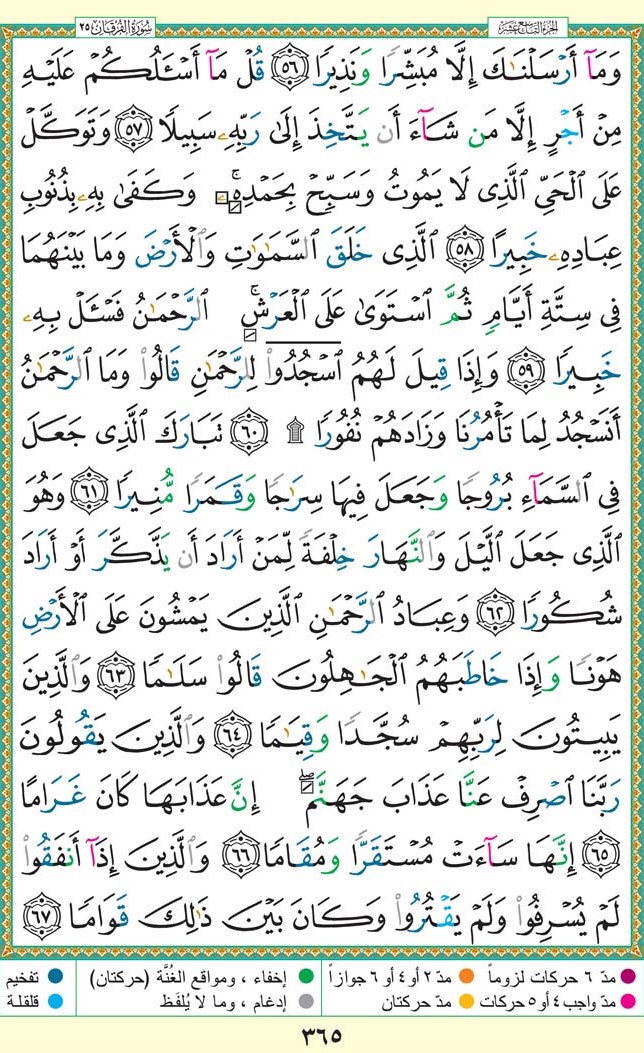 الجزء التاسع عشر
سورة الفرقان ٢٥
وَمَآ أَرْسَلْنَٰكَ إِلَّا مُبَشِّرًا وَنَذِيرًا ٥٦ قُلْ مَآ أَسْـَٔلُكُمْ عَلَيْهِ
مِنْ أَجْرٍ إِلَّا مَن شَآءَ أَن يَتَّخِذَ إِلَىٰ رَبِّهِۦ سَبِيلًا ٥٧ وَتَوَكَّلْ
عَلَى ٱلْحَىِّ ٱلَّذِى لَا يَمُوتُ وَسَبِّحْ بِحَمْدِهِۦۚ وَكَفَىٰ بِهِۦ بِذُنُوبِ
عِبَادِهِۦ خَبِيرًا ٥٨ ٱلَّذِى خَلَقَ ٱلسَّمَٰوَٰتِ وَٱلْأَرْضَ وَمَا بَيْنَهُمَا
فِى سِتَّةِ أَيَّامٍ ثُمَّ ٱسْتَوَىٰ عَلَى ٱلْعَرْشِۚ ٱلرَّحْمَٰنُ فَسْـَٔلْ بِهِۦ
خَبِيرًا ٥٩ وَإِذَا قِيلَ لَهُمُ ٱسْجُدُوا۟ لِلرَّحْمَٰنِ قَالُوا۟ وَمَا ٱلرَّحْمَٰنُ
أَنَسْجُدُ لِمَا تَأْمُرُنَا وَزَادَهُمْ نُفُورًا ۩ ٦٠ تَبَارَكَ ٱلَّذِى جَعَلَ
فِى ٱلسَّمَآءِ بُرُوجًا وَجَعَلَ فِيهَا سِرَٰجًا وَقَمَرًا مُّنِيرًا ٦١ وَهُوَ
ٱلَّذِى جَعَلَ ٱلَّيْلَ وَٱلنَّهَارَ خِلْفَةً لِّمَنْ أَرَادَ أَن يَذَّكَّرَ أَوْ أَرَادَ
شُكُورًا ٦٢ وَعِبَادُ ٱلرَّحْمَٰنِ ٱلَّذِينَ يَمْشُونَ عَلَى ٱلْأَرْضِ
هَوْنًا وَإِذَا خَاطَبَهُمُ ٱلْجَٰهِلُونَ قَالُوا۟ سَلَٰمًا ٦٣ وَٱلَّذِينَ
يَبِيتُونَ لِرَبِّهِمْ سُجَّدًا وَقِيَٰمًا ٦٤ وَٱلَّذِينَ يَقُولُونَ
رَبَّنَا ٱصْرِفْ عَنَّا عَذَابَ جَهَنَّمَۖ إِنَّ عَذَابَهَا كَانَ غَرَامًا
٦٥ إِنَّهَا سَآءَتْ مُسْتَقَرًّا وَمُقَامًا ٦٦ وَٱلَّذِينَ إِذَآ أَنفَقُوا۟
لَمْ يُسْرِفُوا۟ وَلَمْ يَقْتُرُوا۟ وَكَانَ بَيْنَ ذَٰلِكَ قَوَامًا ٦٧
مدّ ٦ حركات لزوماً مدّ ٢ أو ٤ أو ٦ جوازاً إخفاء ، ومواقع الغُنَّة (حركتان) تفخيم
مدّ واجب ٤ أو ٥ حركات مدّ حركتان إدغام ، وما لا يُلفَظ قلقلة
٣٦٥